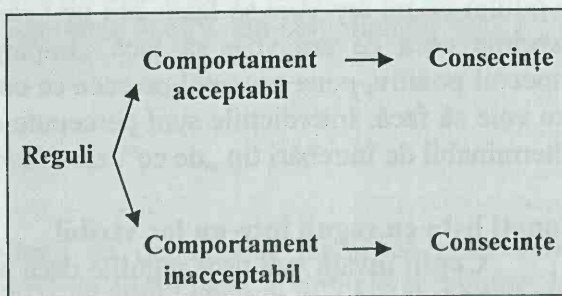 Comportament → Consecințe
acceptabil
Reguli
Comportament → Consecințe
inacceptabil